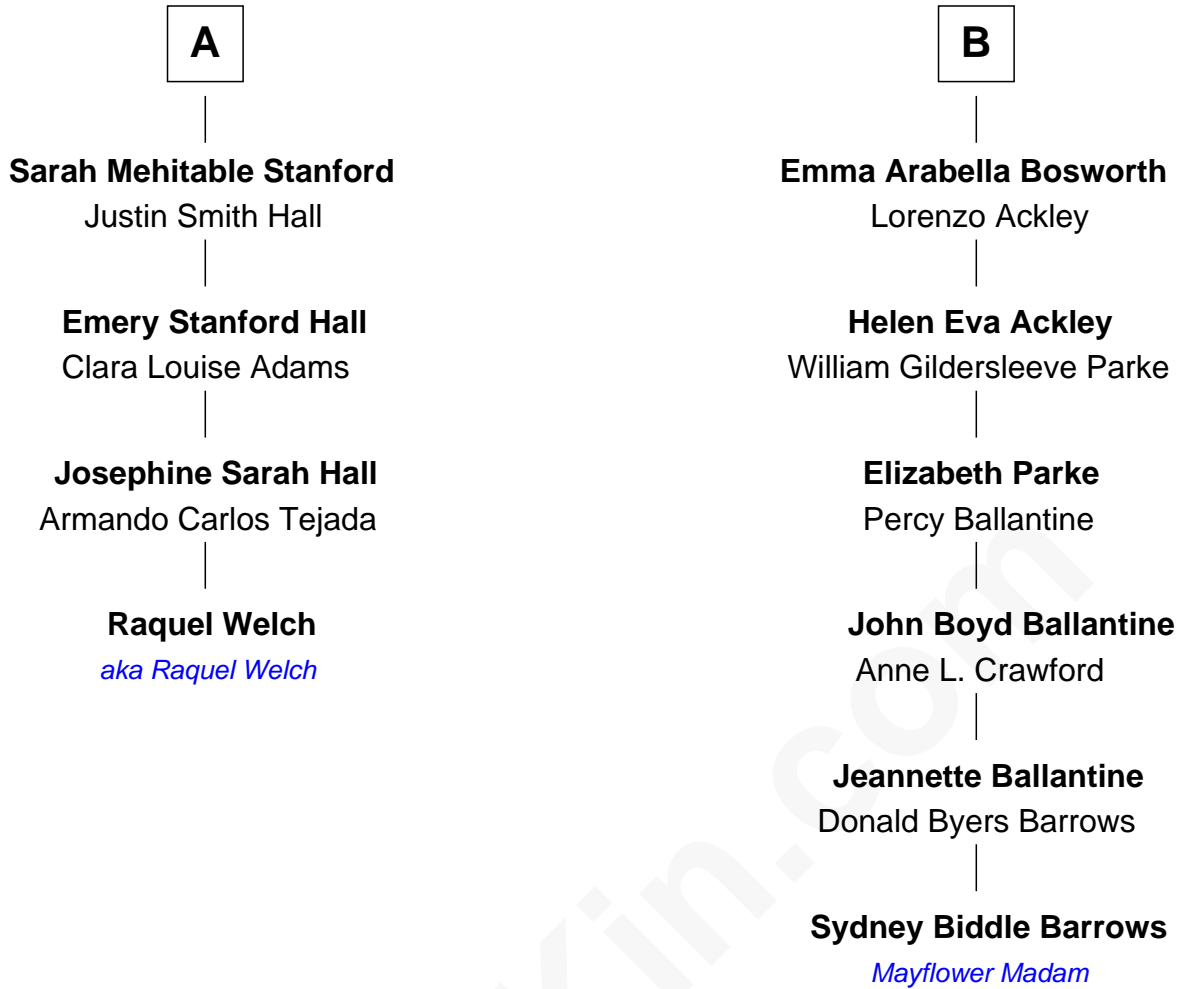 A
Sarah Mehitable Stanford
Justin Smith Hall
Emery Stanford Hall
Clara Louise Adams
Josephine Sarah Hall
Armando Carlos Tejada
Raquel Welch
aka Raquel Welch
B
Emma Arabella Bosworth
Lorenzo Ackley
Helen Eva Ackley
William Gildersleeve Parke
Elizabeth Parke
Percy Ballantine
John Boyd Ballantine
Anne L. Crawford
Jeannette Ballantine
Donald Byers Barrows
Sydney Biddle Barrows
Mayflower Madam
Kin.com